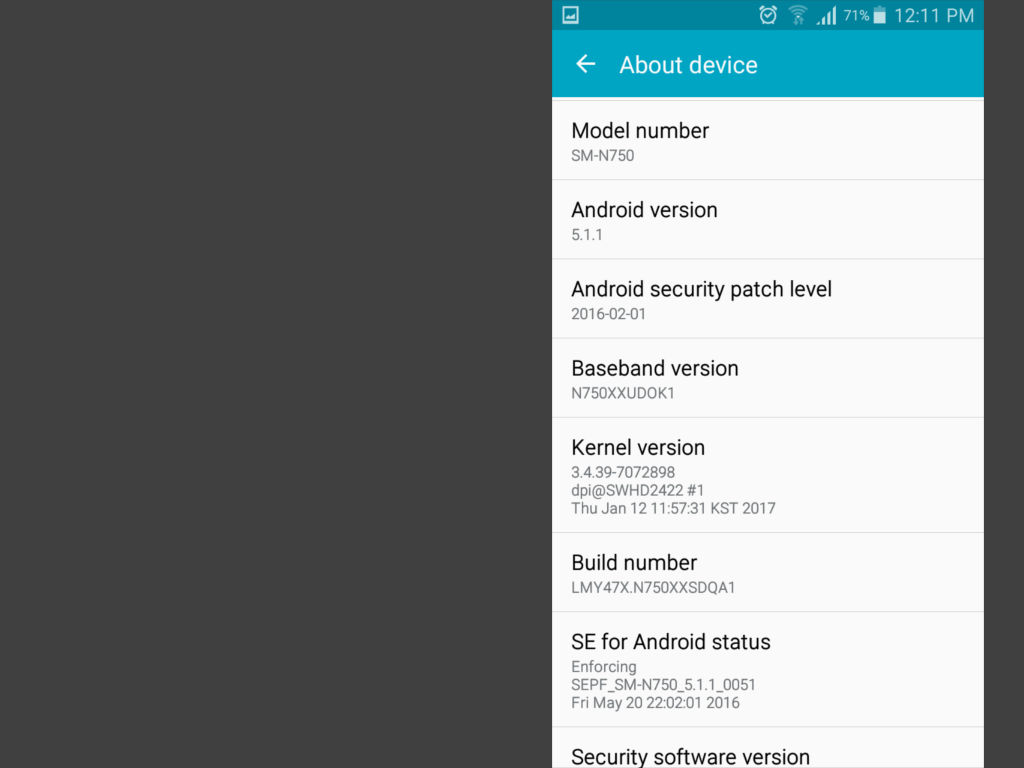 71% 12:11 PM
About device
Model number
SM-N750
Android version
5.1.1
Android security patch level
2016-02-01
Baseband version
N750XXUDOK1
Kernel version
3.4.39-7072898
dpi@SWHD2422 #1
Thu Jan 12 11:57:31 KST 2017
Build number
LMY47X.N750XXSDQA1
SE for Android status
Enforcing
SEPF_SM-N750_5.1.1_0051
Fri May 20 22:02:01 2016
Security software version